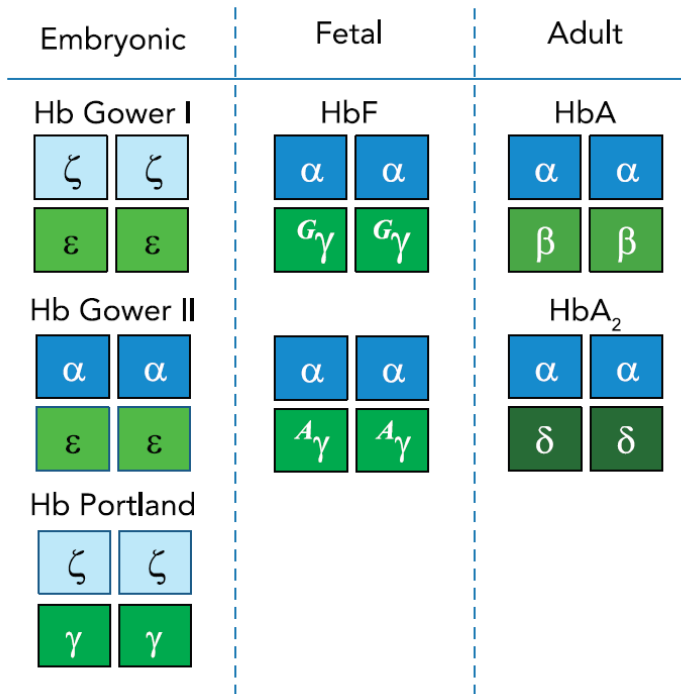 Embryonic Fetal Adult
Hb Gower I HbF HbA
ζ ζ α α α α
ε ε Gγ Gγ β β
Hb Gower II HbA₂
α α α α α α
ε ε Aγ Aγ δ δ
Hb Portland
ζ ζ
γ γ